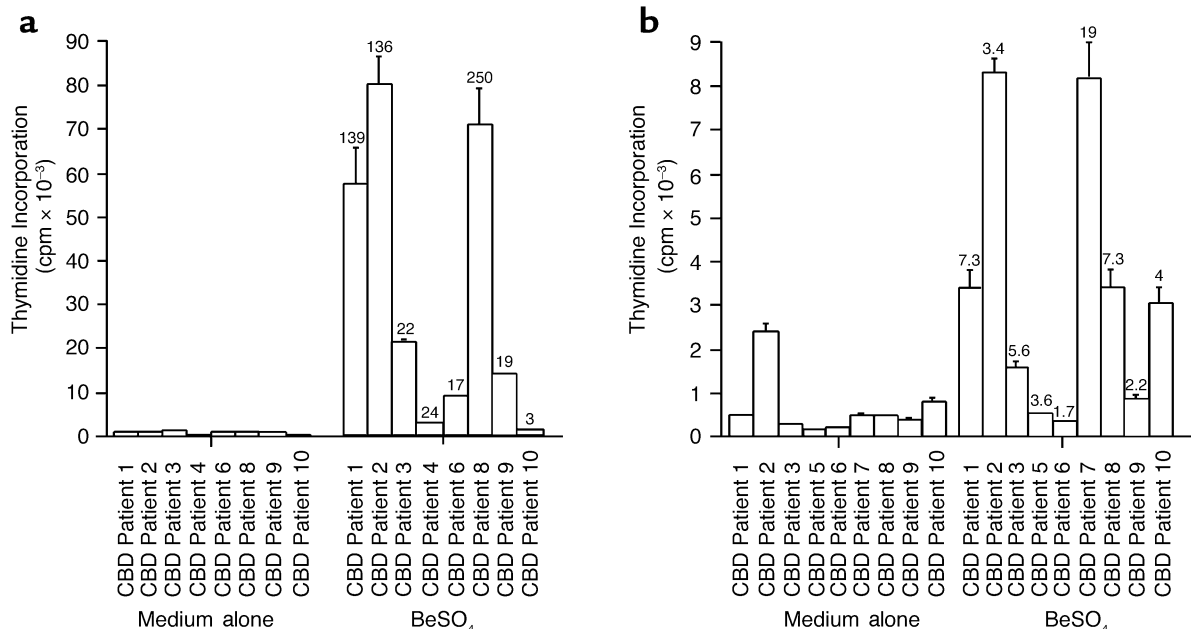 a
Thymidine Incorporation
(cpm × 10⁻³)
90
80
70
60
50
40
30
20
10
0
139
136
22
24
17
250
19
3
CBD Patient 1
CBD Patient 2
CBD Patient 3
CBD Patient 4
CBD Patient 6
CBD Patient 8
CBD Patient 9
CBD Patient 10
Medium alone
CBD Patient 1
CBD Patient 2
CBD Patient 3
CBD Patient 4
CBD Patient 6
CBD Patient 8
CBD Patient 9
CBD Patient 10
BeSO₄
b
Thymidine Incorporation
(cpm × 10⁻³)
9
8
7
6
5
4
3
2
1
0
7.3
3.4
5.6
3.6
1.7
19
7.3
2.2
4
CBD Patient 1
CBD Patient 2
CBD Patient 3
CBD Patient 5
CBD Patient 6
CBD Patient 7
CBD Patient 8
CBD Patient 9
CBD Patient 10
Medium alone
CBD Patient 1
CBD Patient 2
CBD Patient 3
CBD Patient 5
CBD Patient 6
CBD Patient 7
CBD Patient 8
CBD Patient 9
CBD Patient 10
BeSO₄